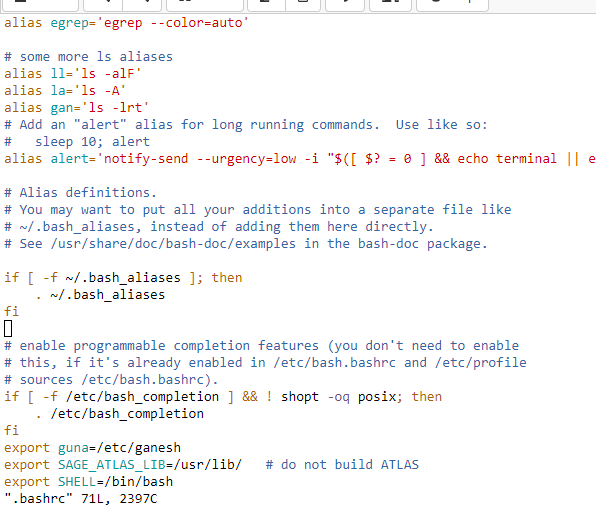 alias egrep='egrep --color=auto'
# some more ls aliases
alias ll='ls -alF'
alias la='ls -A'
alias gan='ls -lrt'
# Add an "alert" alias for long running commands.  Use like so:
#   sleep 10; alert
alias alert='notify-send --urgency=low -i "$([ $? = 0 ] && echo terminal || e
# Alias definitions.
# You may want to put all your additions into a separate file like
# ~/.bash_aliases, instead of adding them here directly.
# See /usr/share/doc/bash-doc/examples in the bash-doc package.
if [ -f ~/.bash_aliases ]; then
    . ~/.bash_aliases
fi
# enable programmable completion features (you don't need to enable
# this, if it's already enabled in /etc/bash.bashrc and /etc/profile
# sources /etc/bash.bashrc).
if [ -f /etc/bash_completion ] && ! shopt -oq posix; then
    . /etc/bash_completion
fi
export guna=/etc/ganesh
export SAGE_ATLAS_LIB=/usr/lib/   # do not build ATLAS
export SHELL=/bin/bash
".bashrc" 71L, 2397C